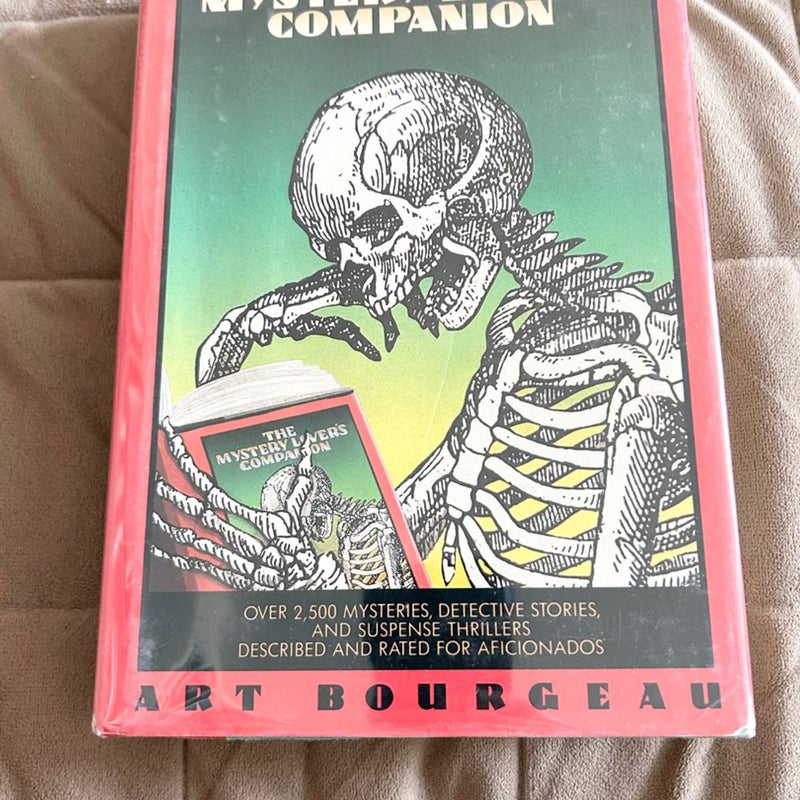 COMPANION
THE
MYSTERY LOVER'S
COMPANION
OVER 2,500 MYSTERIES, DETECTIVE STORIES,
AND SUSPENSE THRILLERS
DESCRIBED AND RATED FOR AFICIONADOS
ART BOURGEAU